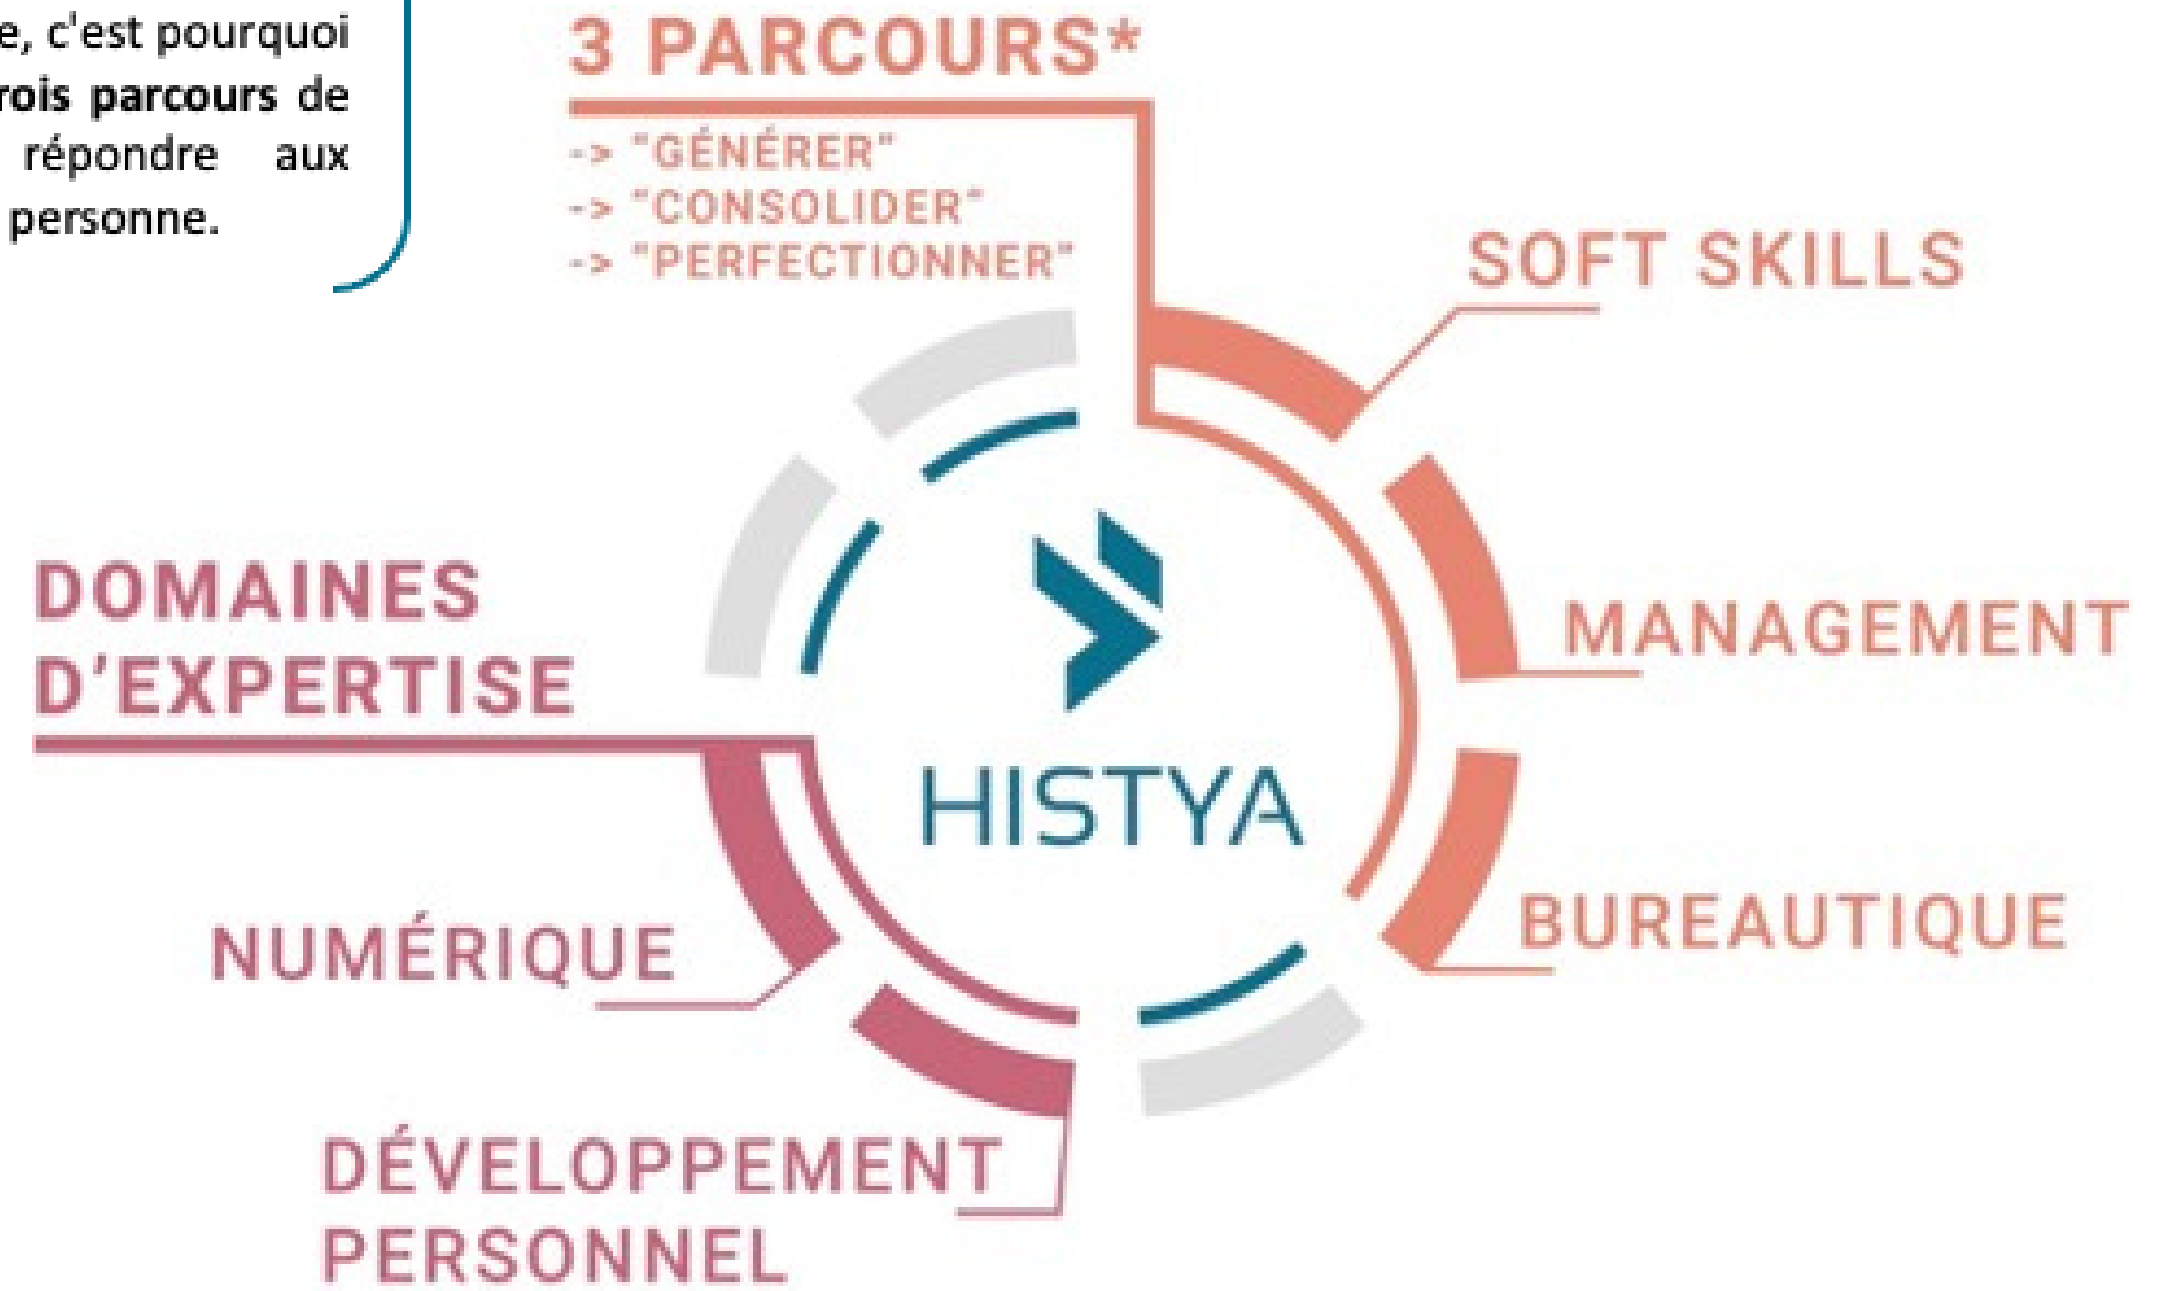 e, c'est pourquoi
rois parcours de
répondre aux
personne.
3 PARCOURS*
-> "GÉNÉRER"
-> "CONSOLIDER"
-> "PERFECTIONNER"
SOFT SKILLS
MANAGEMENT
BUREAUTIQUE
DOMAINES
D'EXPERTISE
NUMÉRIQUE
DÉVELOPPEMENT
PERSONNEL
HISTYA